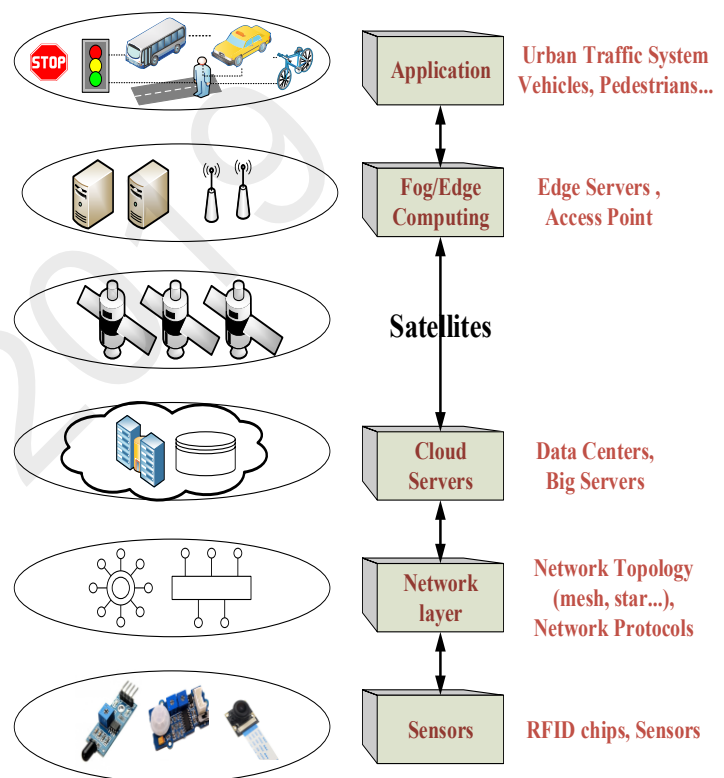 STOP
Application
Urban Traffic System
Vehicles, Pedestrians...
Fog/Edge
Computing
Edge Servers ,
Access Point
Satellites
Cloud
Servers
Data Centers,
Big Servers
Network
layer
Network Topology
(mesh, star...),
Network Protocols
Sensors
RFID chips, Sensors
2019